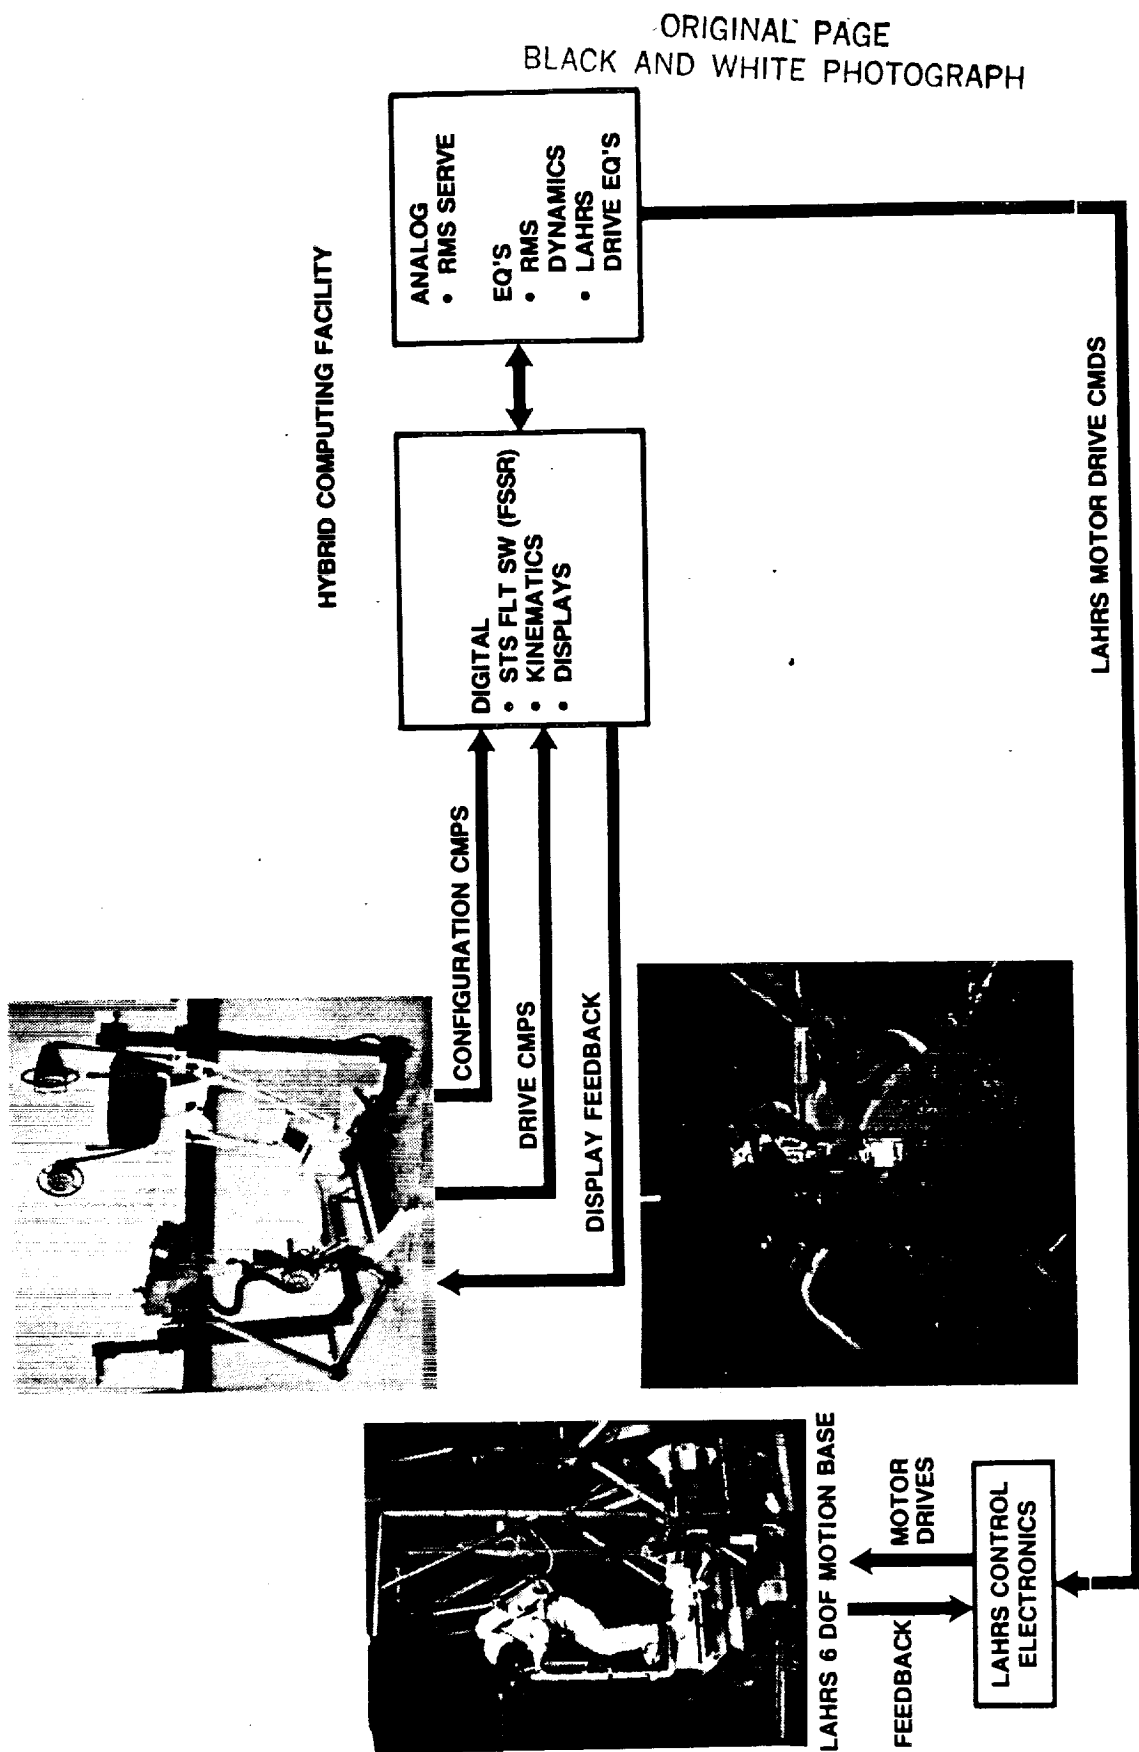 ORIGINAL PAGE
BLACK AND WHITE PHOTOGRAPH
HYBRID COMPUTING FACILITY
CONFIGURATION CMPS
DRIVE CMPS
DISPLAY FEEDBACK
DIGITAL
• STS FLT SW (FSSR)
• KINEMATICS
• DISPLAYS
ANALOG
• RMS SERVE
EQ'S
• RMS
DYNAMICS
• LAHRS
DRIVE EQ'S
LAHRS 6 DOF MOTION BASE
FEEDBACK
MOTOR
DRIVES
LAHRS CONTROL
ELECTRONICS
LAHRS MOTOR DRIVE CMDS